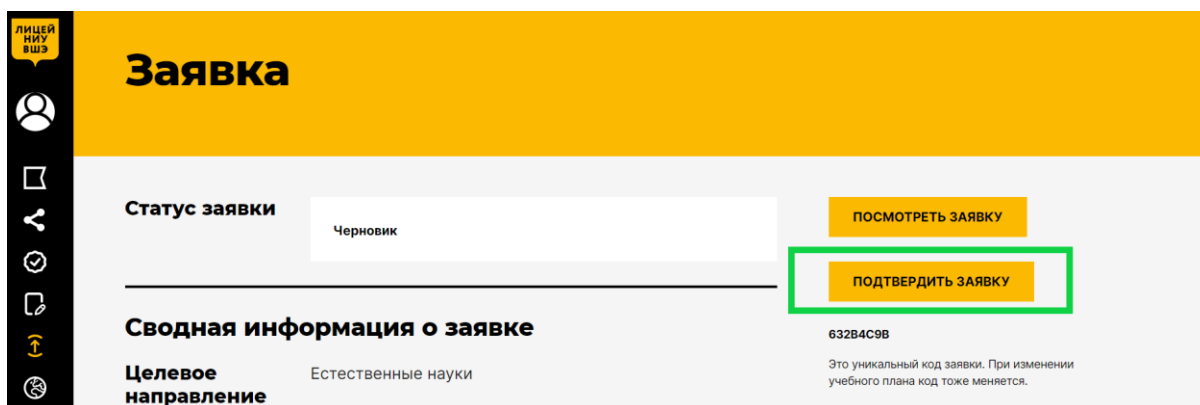 ЛИЦЕЙ
НИУ
ВШЭ
Заявка
Статус заявки
Черновик
ПОСМОТРЕТЬ ЗАЯВКУ
ПОДТВЕРДИТЬ ЗАЯВКУ
Сводная информация о заявке
632B4C9B
Целевое
направление
Естественные науки
Это уникальный код заявки. При изменении
учебного плана код тоже меняется.